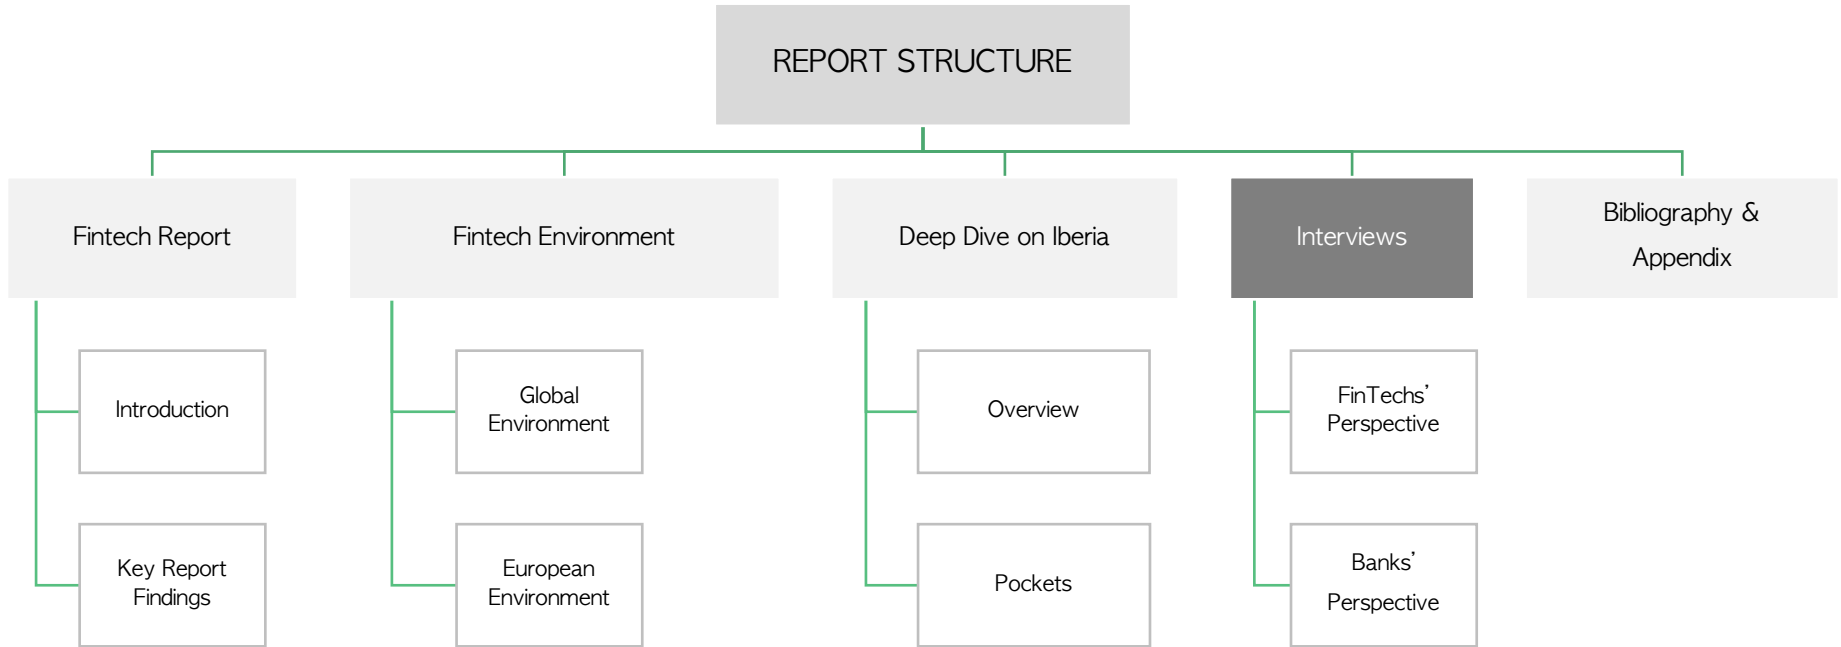 REPORT STRUCTURE
Fintech Report
Fintech Environment
Deep Dive on Iberia
Interviews
Bibliography &
Appendix
Introduction
Global
Environment
Overview
FinTechs’
Perspective
Key Report
Findings
European
Environment
Pockets
Banks’
Perspective